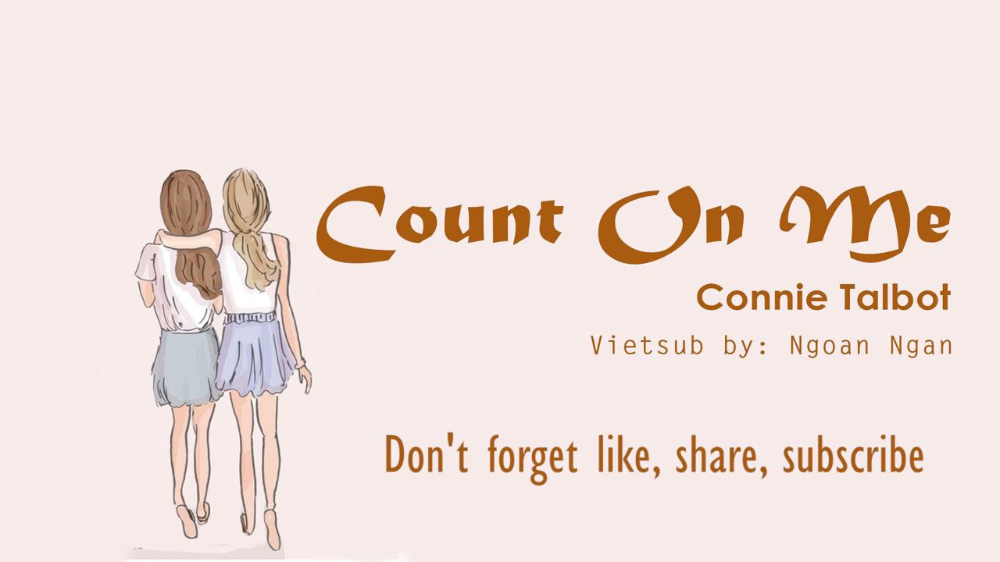 Count On Me
Connie Talbot
Vietsub by: Ngoan Ngan
Don't forget like, share, subscribe